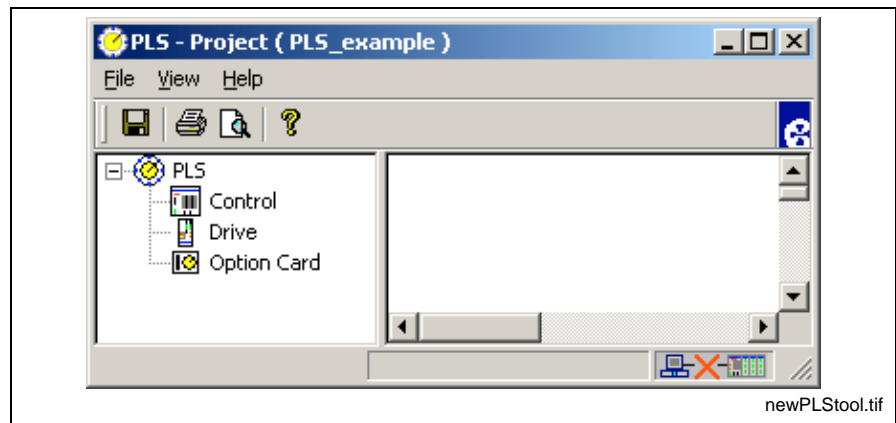 PLS - Project ( PLS_example )
File View Help
PLS
Control
Drive
Option Card
newPLStool.tif